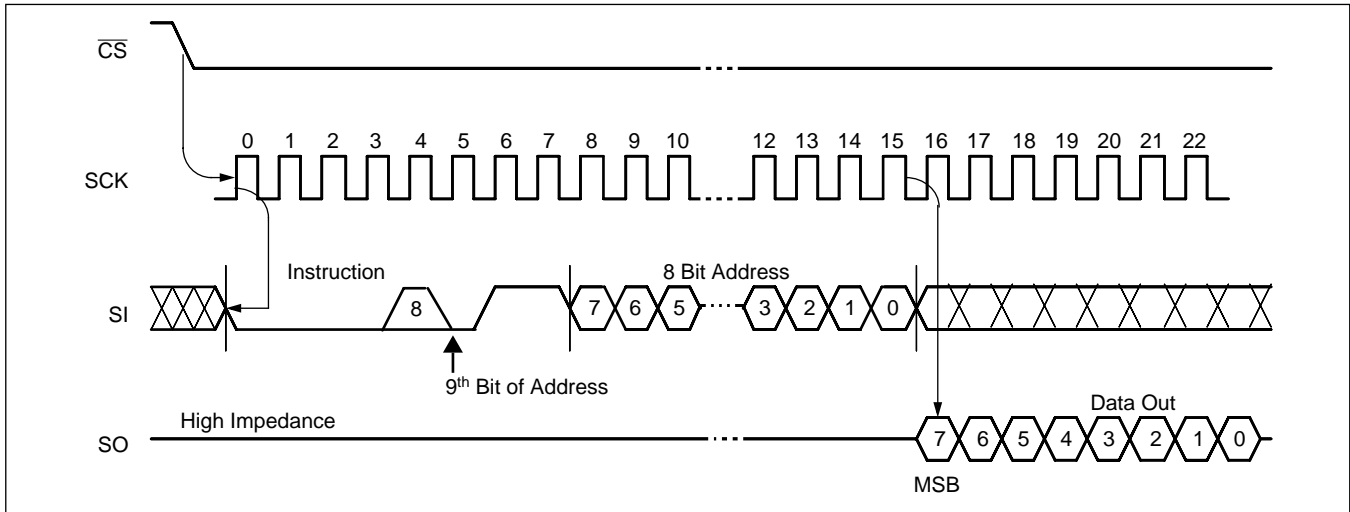 CS
0 1 2 3 4 5 6 7 8 9 10 12 13 14 15 16 17 18 19 20 21 22
SCK
Instruction 8 Bit Address
SI 8 7 6 5 3 2 1 0
9th Bit of Address
High Impedance Data Out
SO 7 6 5 4 3 2 1 0
MSB